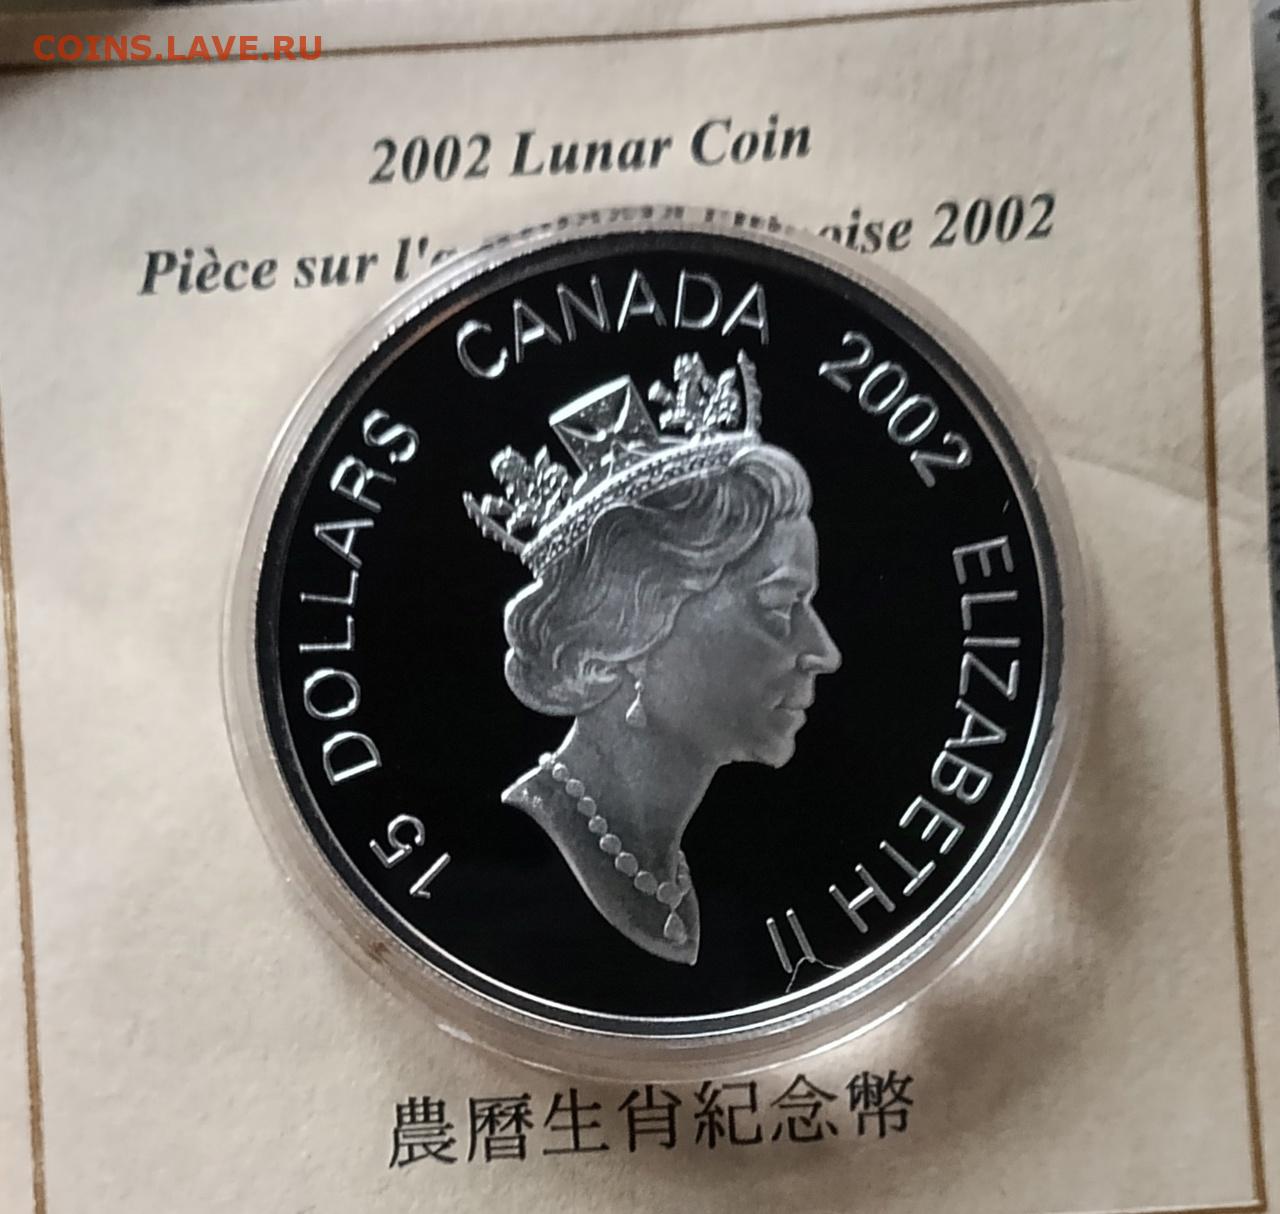 COINS.LAVE.RU
2002 Lunar Coin
Pièce sur l' 2002
15 DOLLARS CANADA 2002 ELIZABETH II
農曆生肖紀念幣